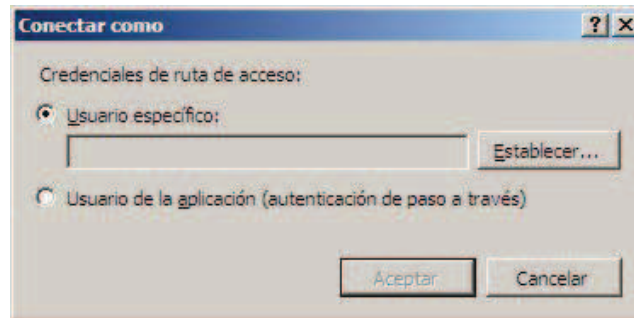 Conectar como
Credenciales de ruta de acceso:
Usuario específico:
Establecer...
Usuario de la aplicación (autenticación de paso a través)
Aceptar Cancelar